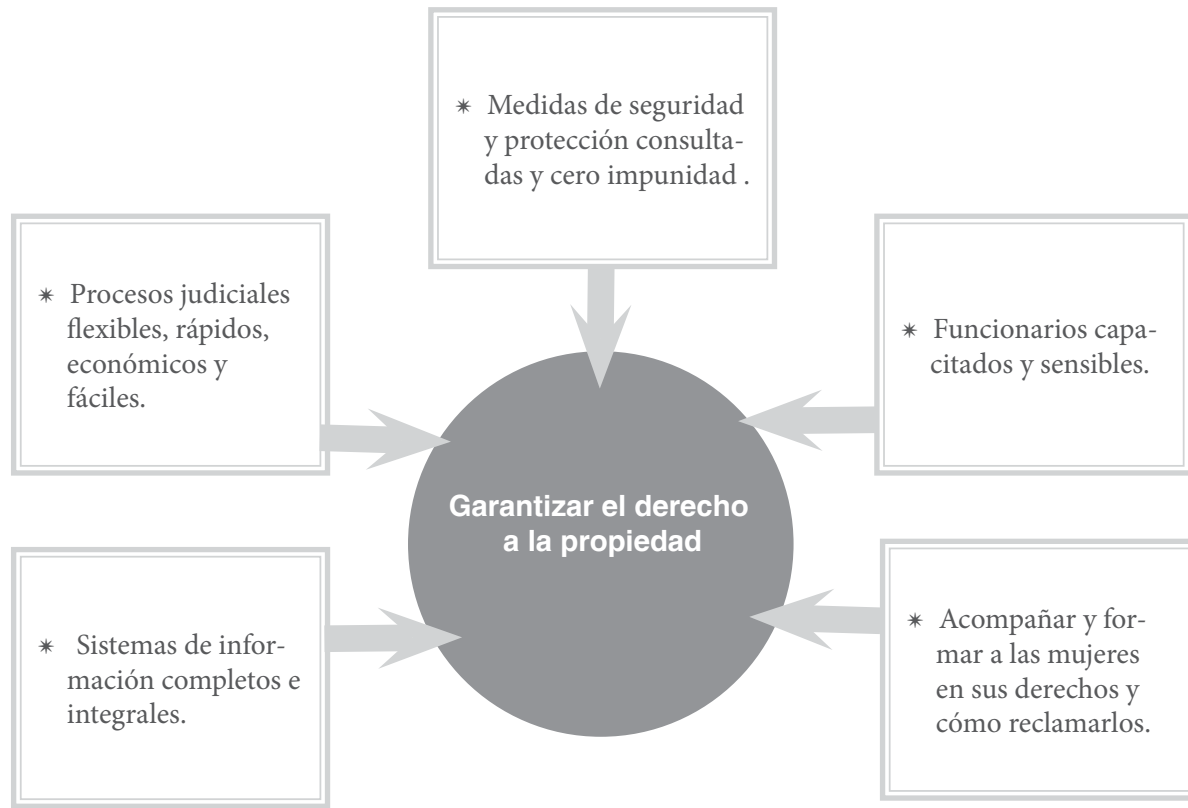 ✷ Medidas de seguridad
y protección consulta-
das y cero impunidad .
✷ Procesos judiciales
flexibles, rápidos,
económicos y
fáciles.
✷ Funcionarios capa-
citados y sensibles.
Garantizar el derecho
a la propiedad
✷ Sistemas de infor-
mación completos e
integrales.
✷ Acompañar y for-
mar a las mujeres
en sus derechos y
cómo reclamarlos.